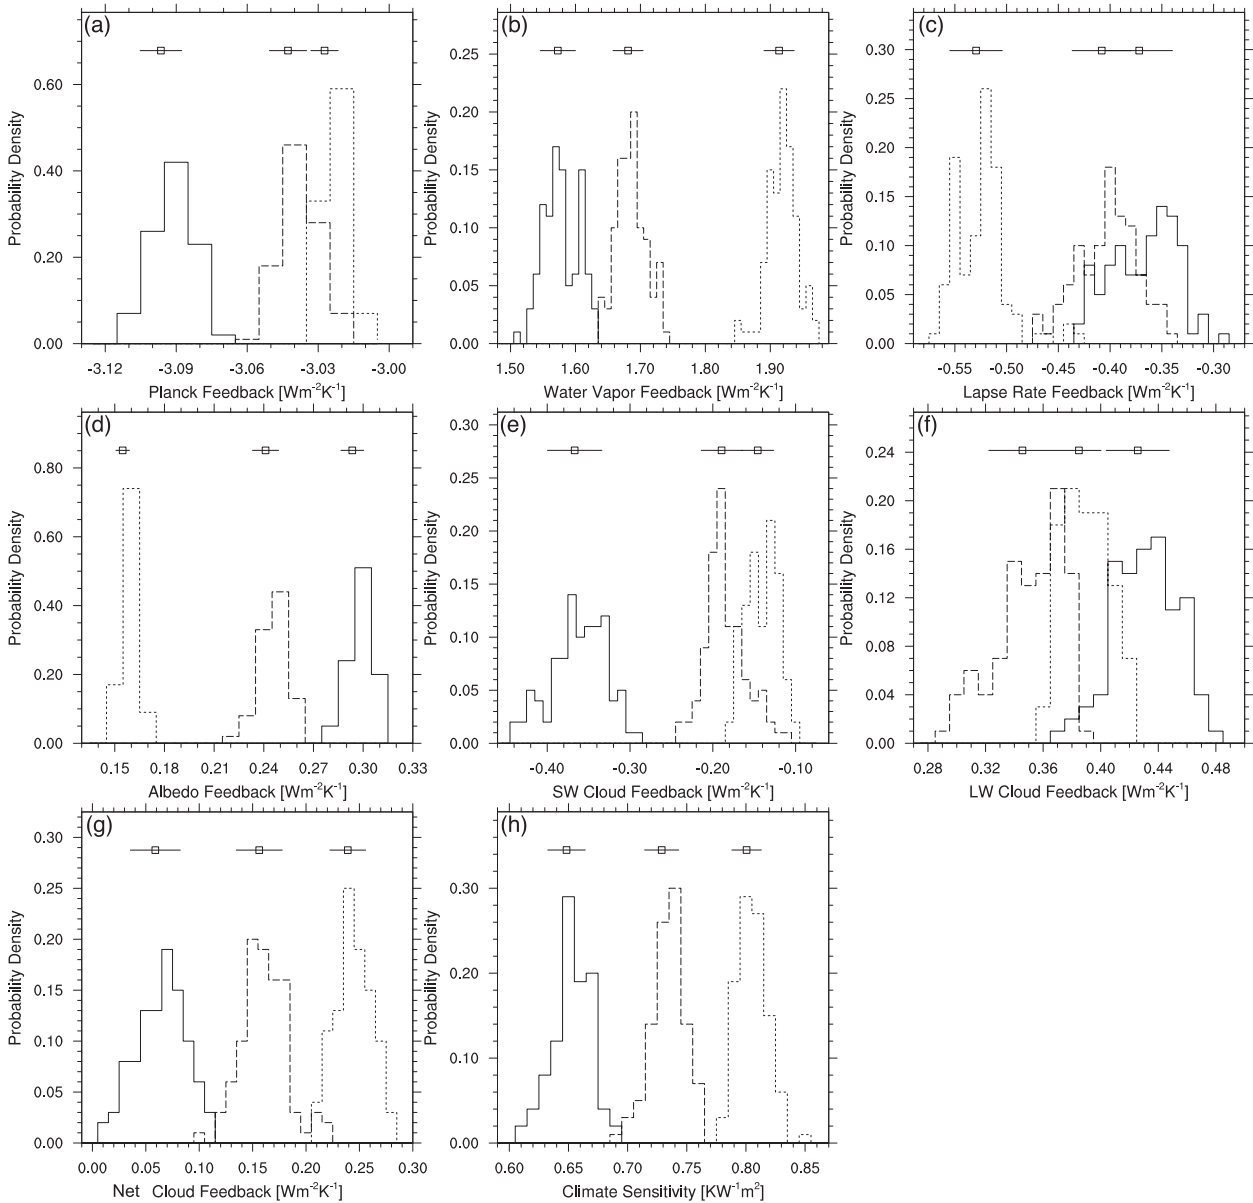 (a)
0.60
0.40
0.20
0.00
Probability Density
-3.12 -3.09 -3.06 -3.03 -3.00
Planck Feedback [Wm-2K-1]
(b)
0.25
0.20
0.15
0.10
0.05
0.00
Probability Density
1.50 1.60 1.70 1.80 1.90
Water Vapor Feedback [Wm-2K-1]
(c)
0.30
0.25
0.20
0.15
0.10
0.05
0.00
Probability Density
-0.55 -0.50 -0.45 -0.40 -0.35 -0.30
Lapse Rate Feedback [Wm-2K-1]
(d)
0.80
0.60
0.40
0.20
0.00
Probability Density
0.15 0.18 0.21 0.24 0.27 0.30 0.33
Albedo Feedback [Wm-2K-1]
(e)
0.30
0.25
0.20
0.15
0.10
0.05
0.00
Probability Density
-0.40 -0.30 -0.20 -0.10
SW Cloud Feedback [Wm-2K-1]
(f)
0.24
0.20
0.16
0.12
0.08
0.04
0.00
Probability Density
0.28 0.32 0.36 0.40 0.44 0.48
LW Cloud Feedback [Wm-2K-1]
(g)
0.30
0.25
0.20
0.15
0.10
0.05
0.00
Probability Density
0.00 0.05 0.10 0.15 0.20 0.25 0.30
Net Cloud Feedback [Wm-2K-1]
(h)
0.30
0.20
0.10
0.00
Probability Density
0.60 0.65 0.70 0.75 0.80 0.85
Climate Sensitivity [KW-1m2]